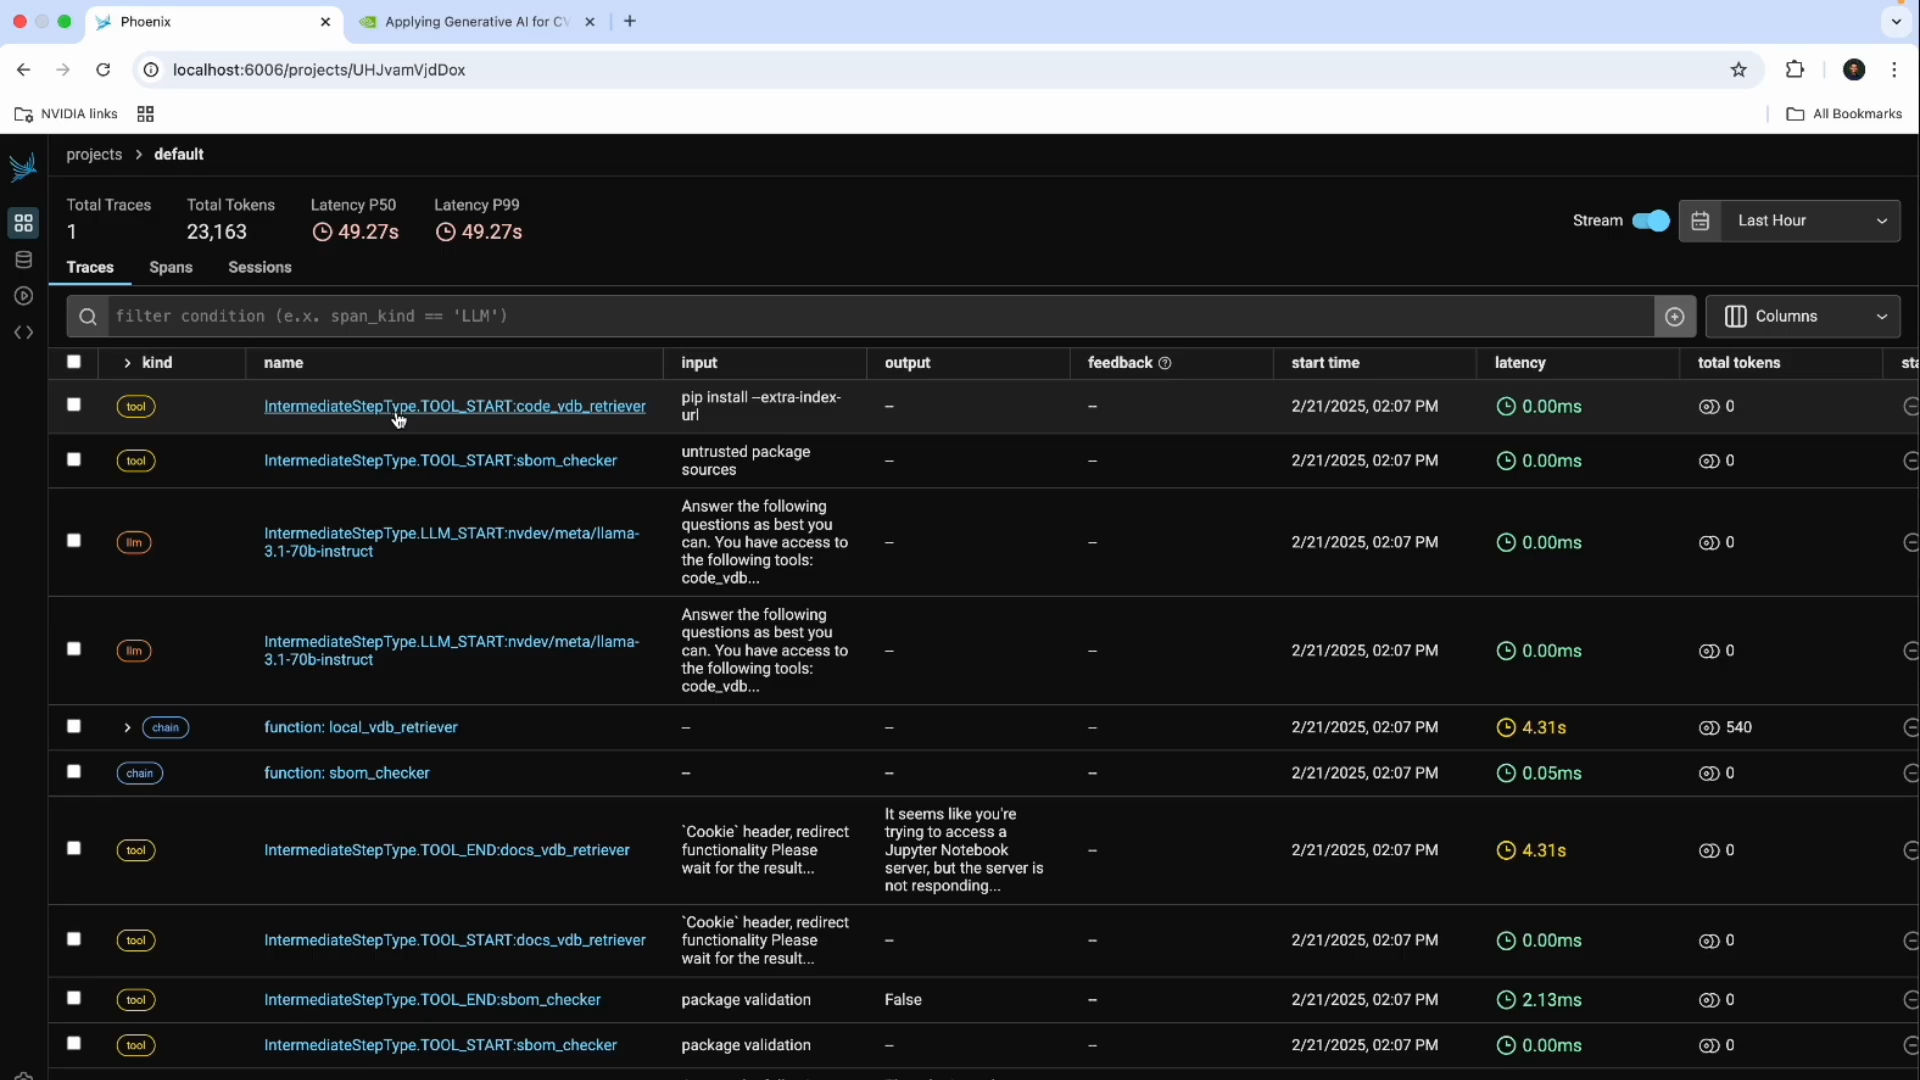 Phoenix
Applying Generative AI for CV
localhost:6006/projects/UHJvamVjdDox
NVIDIA links
All Bookmarks
projects > default
Total Traces
1
Total Tokens
23,163
Latency P50
49.27s
Latency P99
49.27s
Stream
Last Hour
Traces
Spans
Sessions
filter condition (e.x. span_kind == 'LLM')
Columns
kind name input output feedback start time latency total tokens sta
tool
IntermediateStepType.TOOL_START:code_vdb_retriever
pip install –extra-index-
url
--
--
2/21/2025, 02:07 PM
0.00ms
0
tool
IntermediateStepType.TOOL_START:sbom_checker
untrusted package
sources
--
--
2/21/2025, 02:07 PM
0.00ms
0
llm
IntermediateStepType.LLM_START:nvdev/meta/llama-
3.1-70b-instruct
Answer the following
questions as best you
can. You have access to
the following tools:
code_vdb...
--
--
2/21/2025, 02:07 PM
0.00ms
0
llm
IntermediateStepType.LLM_START:nvdev/meta/llama-
3.1-70b-instruct
Answer the following
questions as best you
can. You have access to
the following tools:
code_vdb...
--
--
2/21/2025, 02:07 PM
0.00ms
0
chain
function: local_vdb_retriever
--
--
--
2/21/2025, 02:07 PM
4.31s
540
chain
function: sbom_checker
--
--
--
2/21/2025, 02:07 PM
0.05ms
0
tool
IntermediateStepType.TOOL_END:docs_vdb_retriever
`Cookie` header, redirect
functionality Please
wait for the result...
It seems like you're
trying to access a
Jupyter Notebook
server, but the server is
not responding...
--
2/21/2025, 02:07 PM
4.31s
0
tool
IntermediateStepType.TOOL_START:docs_vdb_retriever
`Cookie` header, redirect
functionality Please
wait for the result...
--
--
2/21/2025, 02:07 PM
0.00ms
0
tool
IntermediateStepType.TOOL_END:sbom_checker
package validation
False
--
2/21/2025, 02:07 PM
2.13ms
0
tool
IntermediateStepType.TOOL_START:sbom_checker
package validation
--
--
2/21/2025, 02:07 PM
0.00ms
0